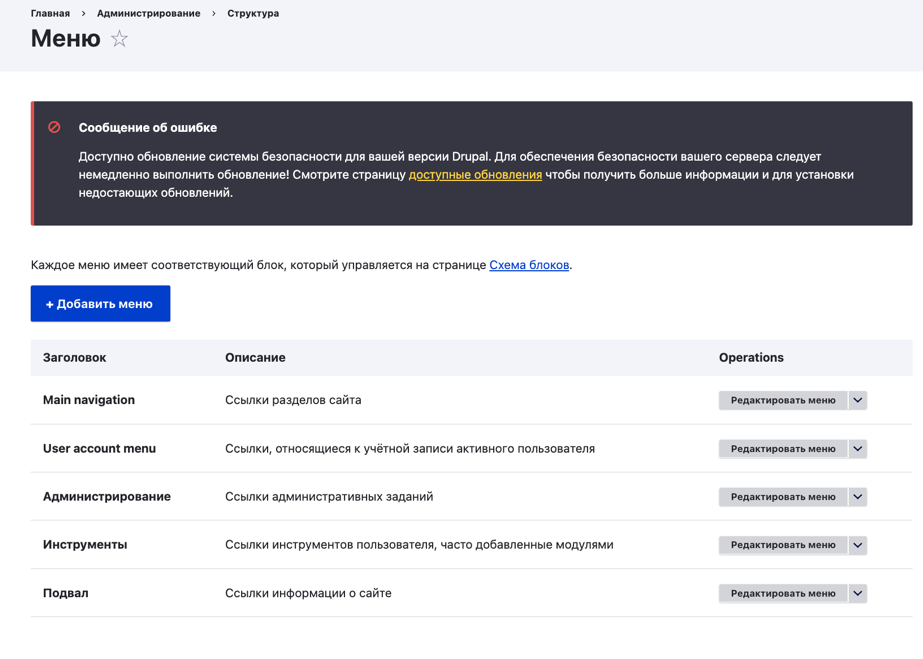 Главная › Администрирование › Структура
Меню
Сообщение об ошибке
Доступно обновление системы безопасности для вашей версии Drupal. Для обеспечения безопасности вашего сервера следует
немедленно выполнить обновление! Смотрите страницу доступные обновления чтобы получить больше информации и для установки
недостающих обновлений.
Каждое меню имеет соответствующий блок, который управляется на странице Схема блоков.
+ Добавить меню
Заголовок Описание Operations
Main navigation Ссылки разделов сайта Редактировать меню
User account menu Ссылки, относящиеся к учётной записи активного пользователя Редактировать меню
Администрирование Ссылки административных заданий Редактировать меню
Инструменты Ссылки инструментов пользователя, часто добавленные модулями Редактировать меню
Подвал Ссылки информации о сайте Редактировать меню